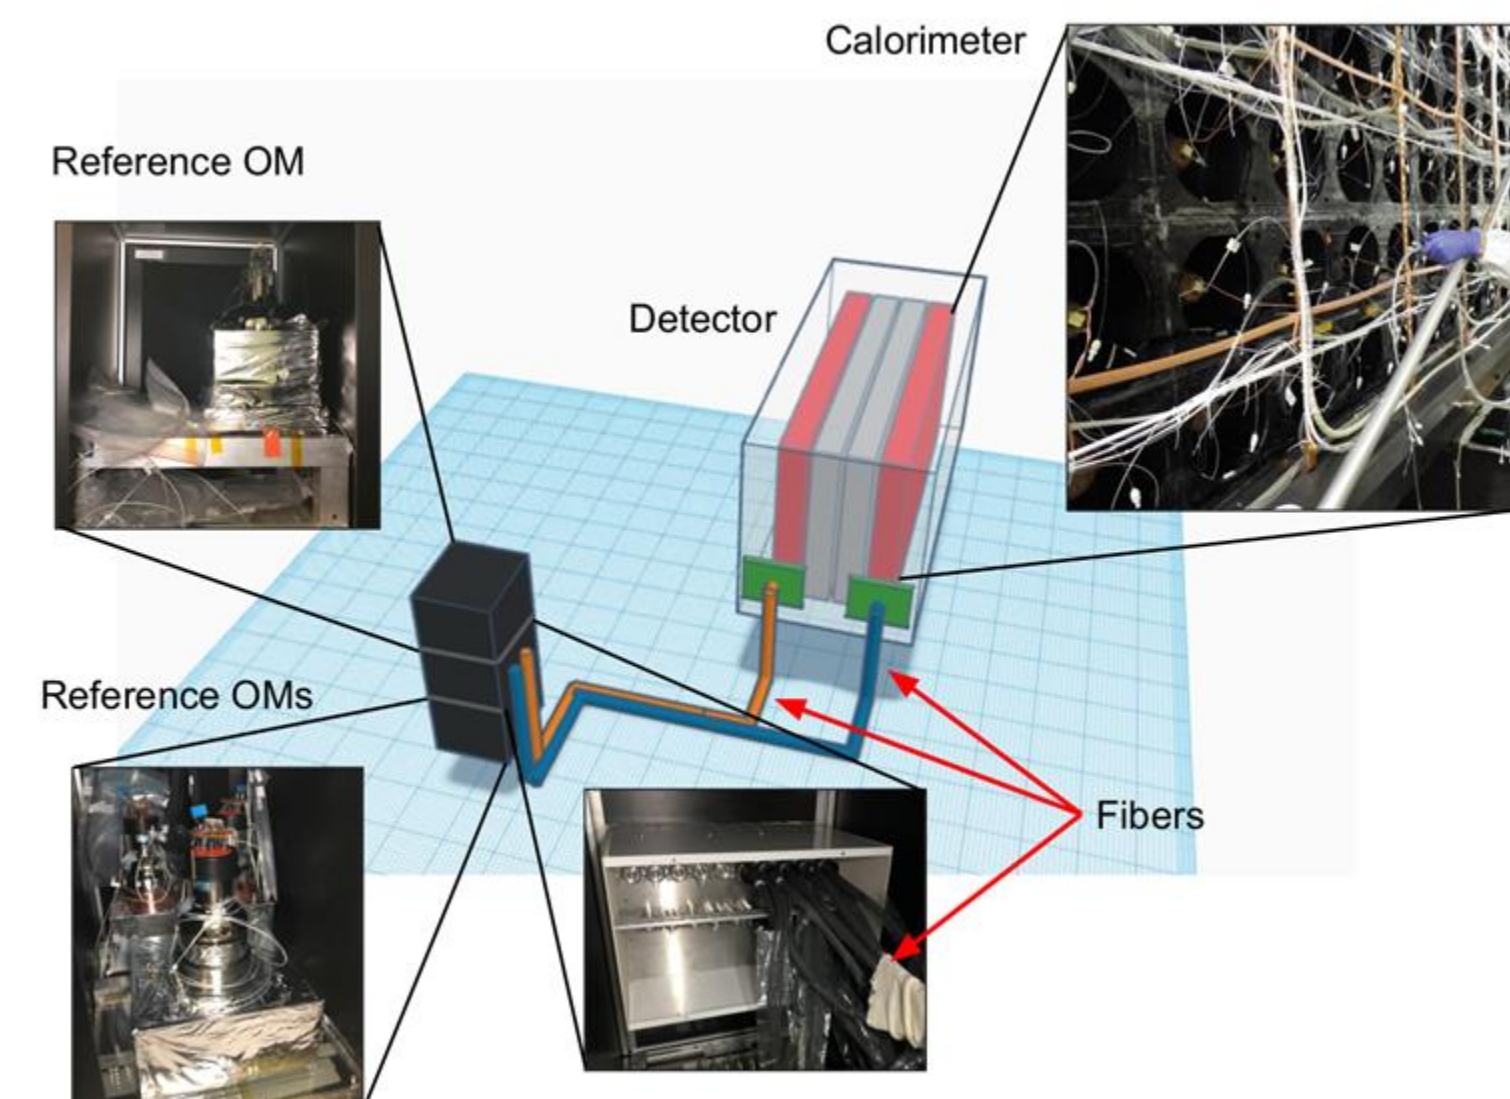 Calorimeter
Reference OM
Detector
Reference OMs
Fibers